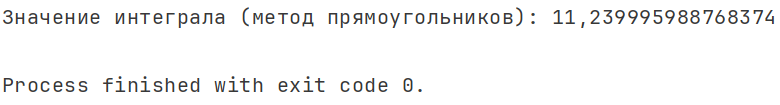 Значение интеграла (метод прямоугольников): 11,239995988768374
Process finished with exit code 0.